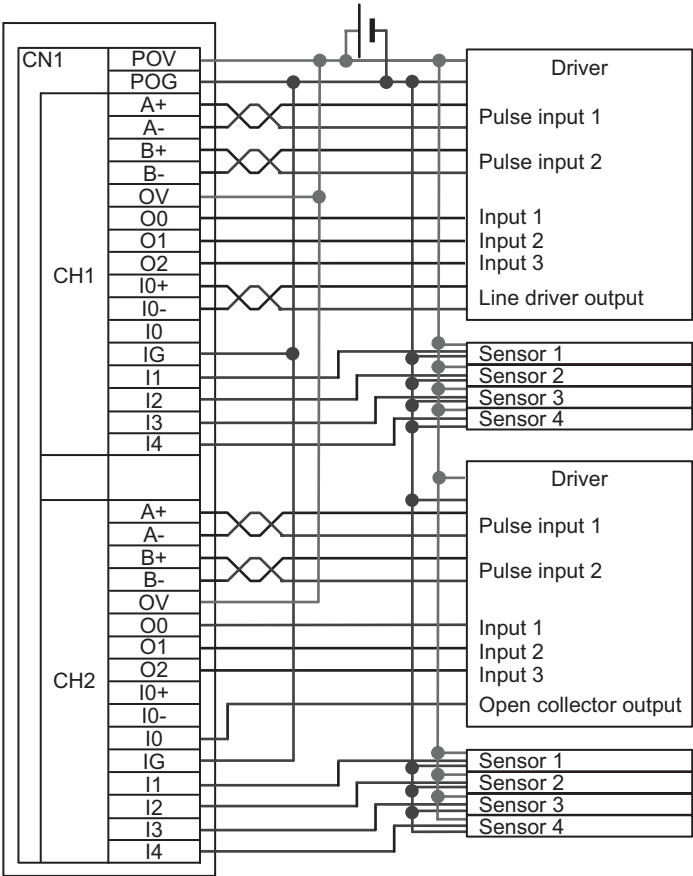 CN1
POV
POG
CH1
A+
A-
B+
B-
OV
O0
O1
O2
I0+
I0-
I0
IG
I1
I2
I3
I4
Driver
Pulse input 1
Pulse input 2
Input 1
Input 2
Input 3
Line driver output
Sensor 1
Sensor 2
Sensor 3
Sensor 4
CH2
A+
A-
B+
B-
OV
O0
O1
O2
I0+
I0-
I0
IG
I1
I2
I3
I4
Driver
Pulse input 1
Pulse input 2
Input 1
Input 2
Input 3
Open collector output
Sensor 1
Sensor 2
Sensor 3
Sensor 4